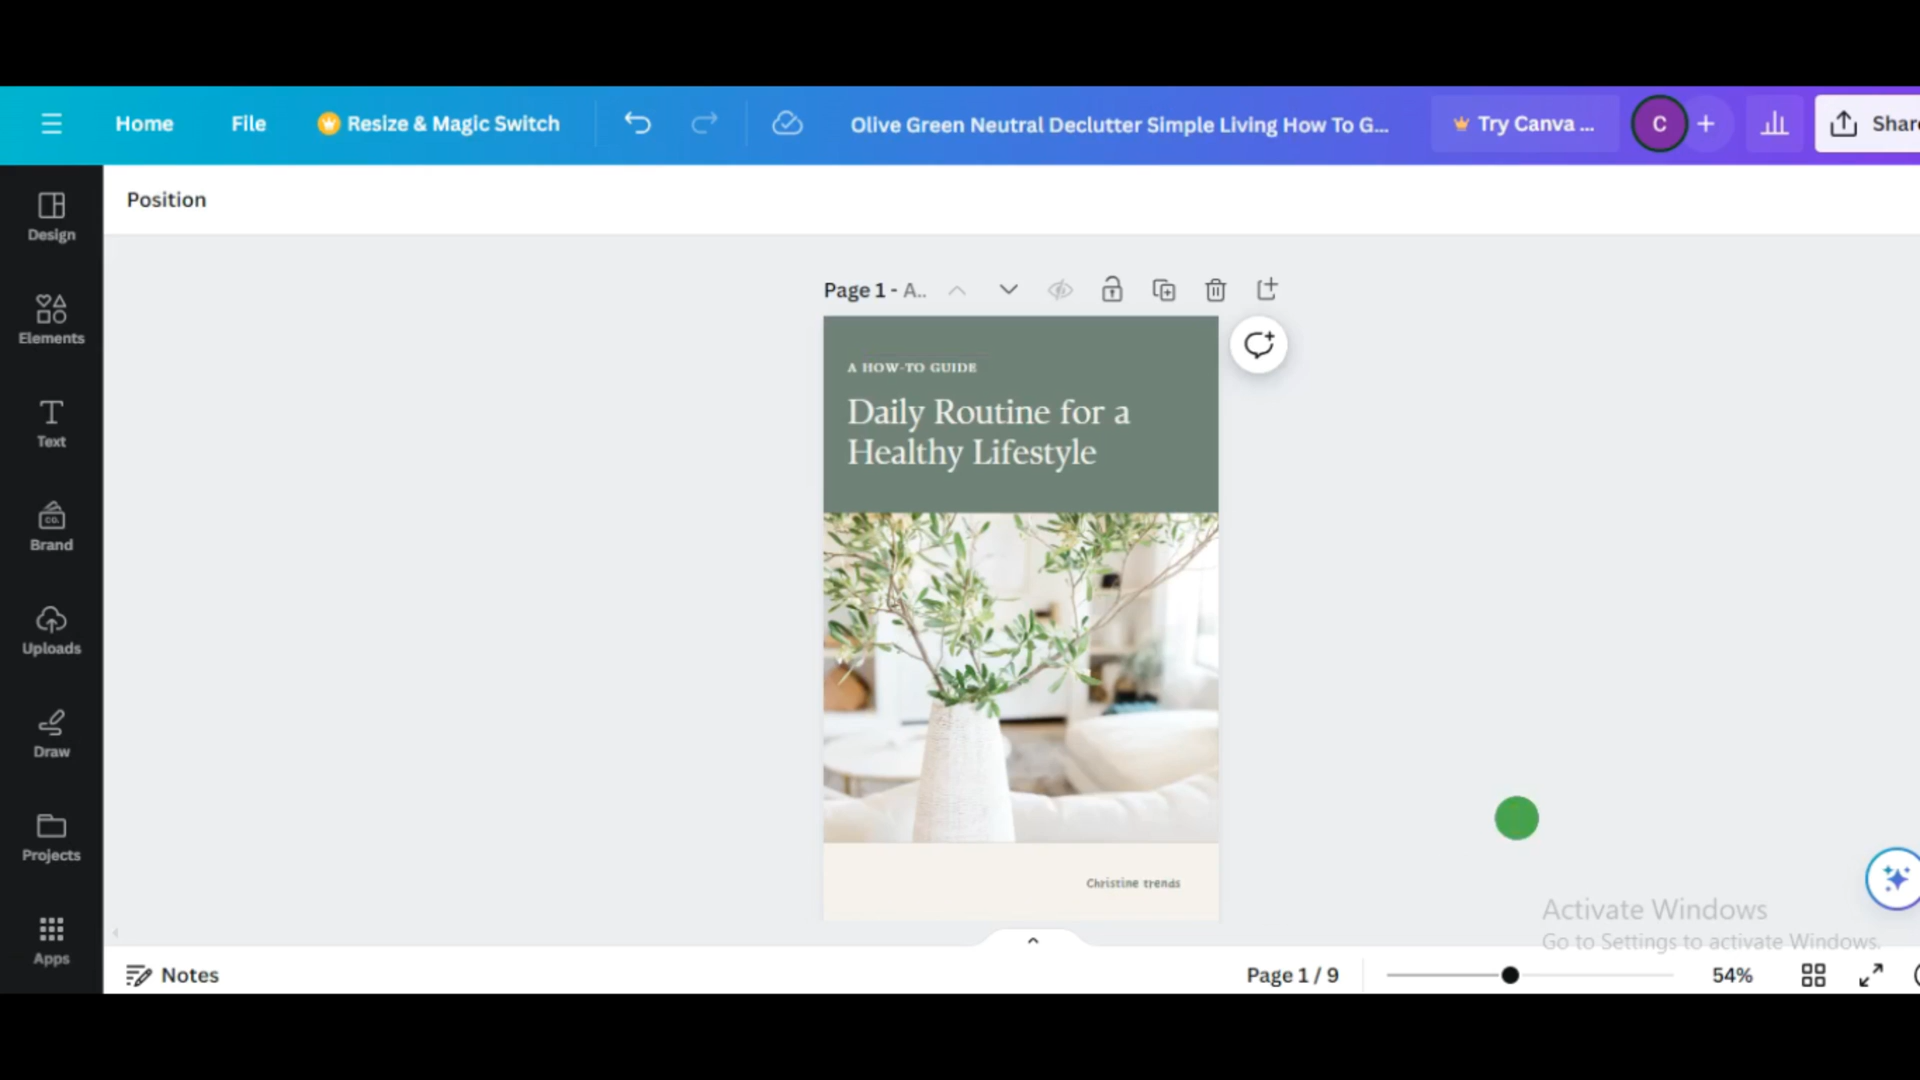 Home File Resize & Magic Switch Olive Green Neutral Declutter Simple Living How To G... Try Canva ... C Share
Position
Design
Elements
Text
Brand
CO.
Uploads
Draw
Projects
Apps
Page 1 - A..
A HOW-TO GUIDE
Daily Routine for a
Healthy Lifestyle
Christine trends
Activate Windows
Go to Settings to activate Windows.
Notes Page 1 / 9 54%